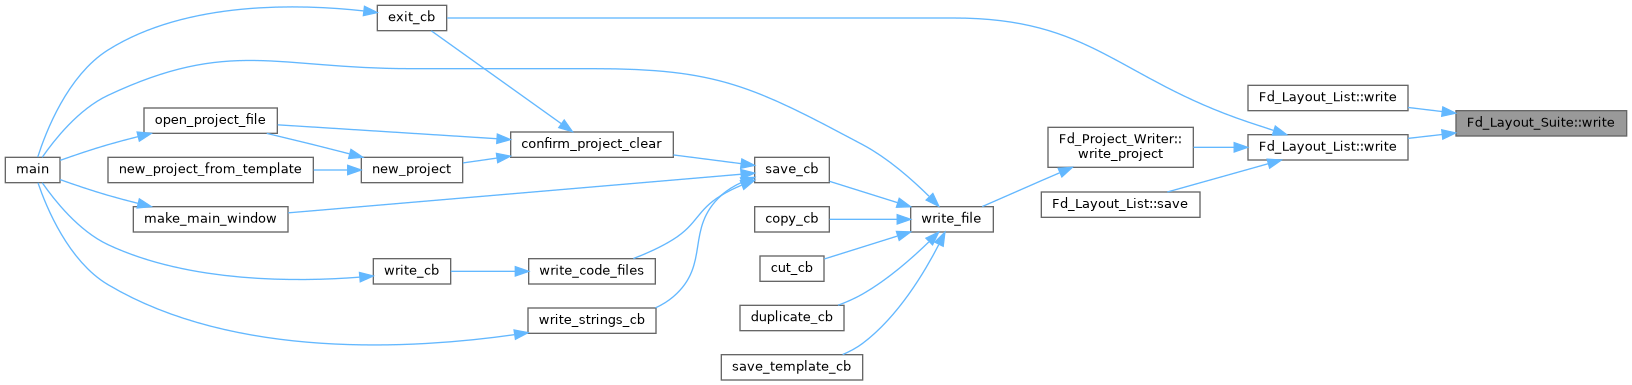 exit_cb
Fd_Layout_List::write
open_project_file
Fd_Layout_Suite::write
confirm_project_clear
Fd_Project_Writer::
write_project
Fd_Layout_List::write
main
new_project_from_template
new_project
save_cb
Fd_Layout_List::save
make_main_window
copy_cb
write_file
write_cb
write_code_files
cut_cb
write_strings_cb
duplicate_cb
save_template_cb